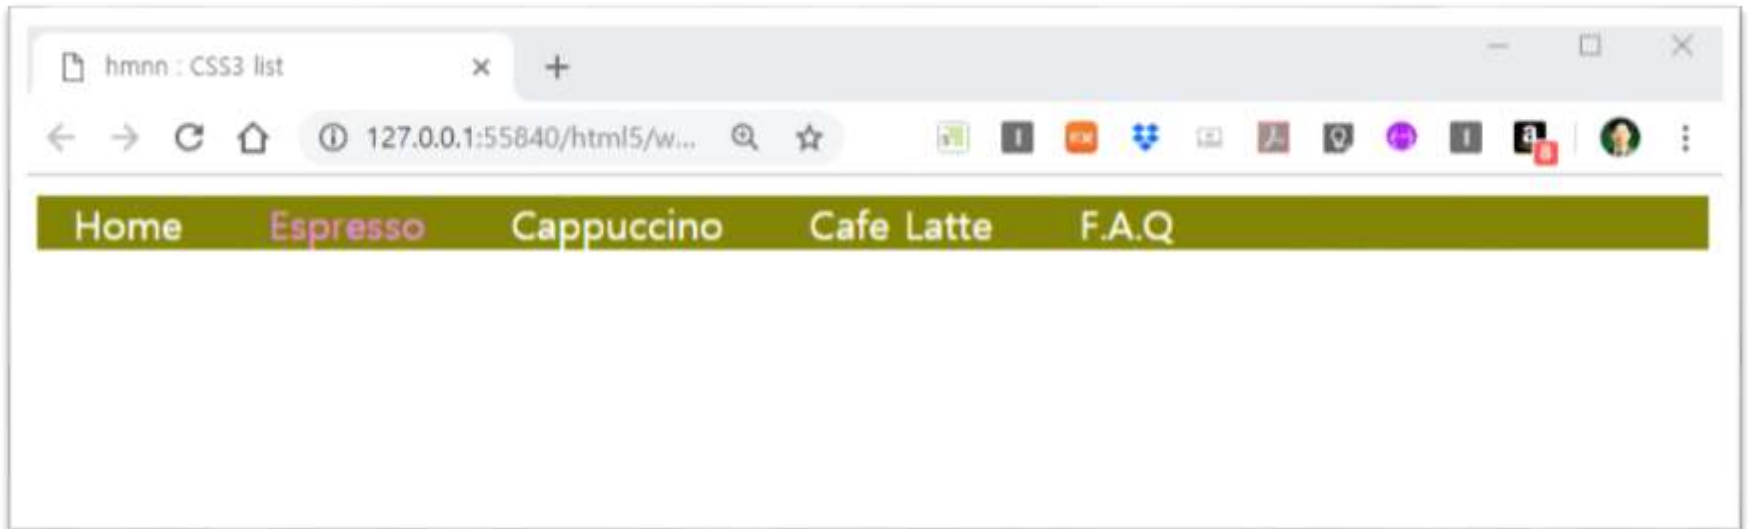 hmnn : CSS3 list
127.0.0.1:55840/html5/w...
Home Espresso Cappuccino Cafe Latte F.A.Q